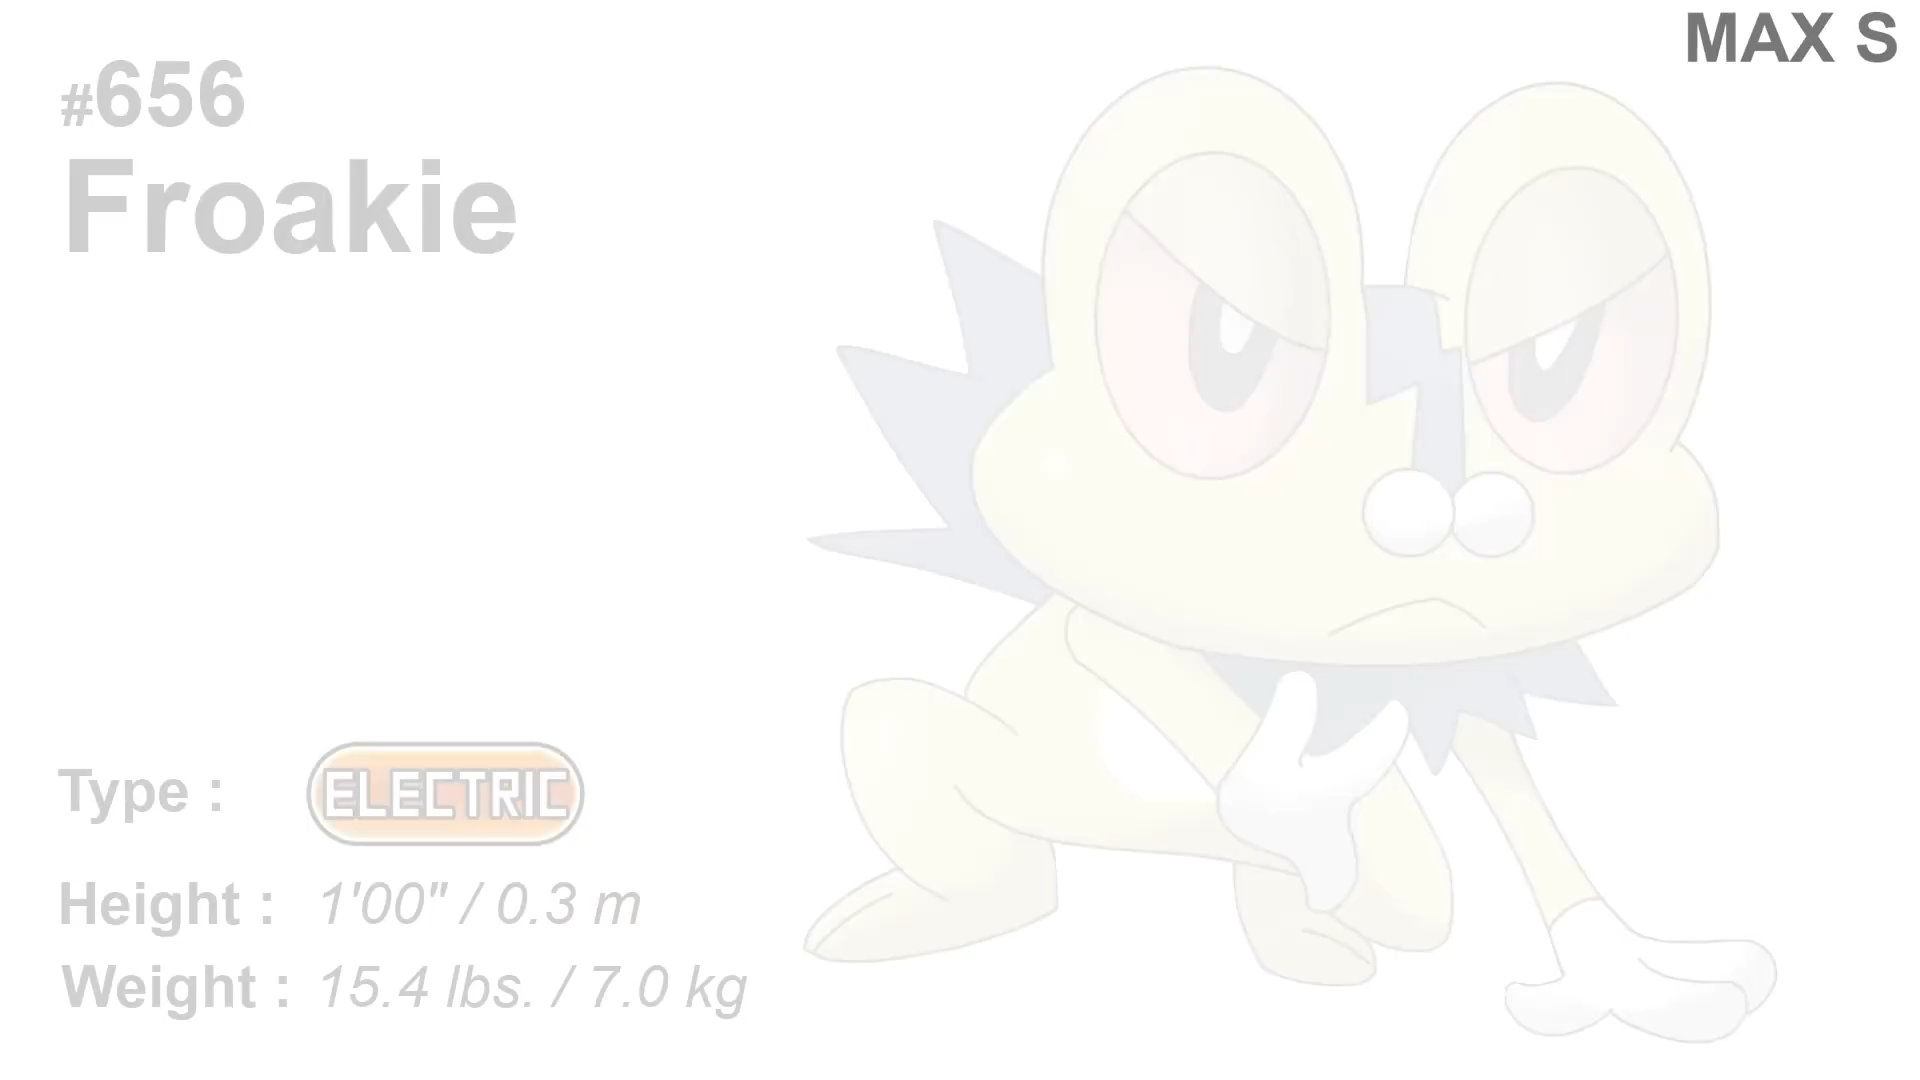 MAX S
#656
Froakie
Type : ELECTRIC
Height : 1'00" / 0.3 m
Weight : 15.4 lbs. / 7.0 kg